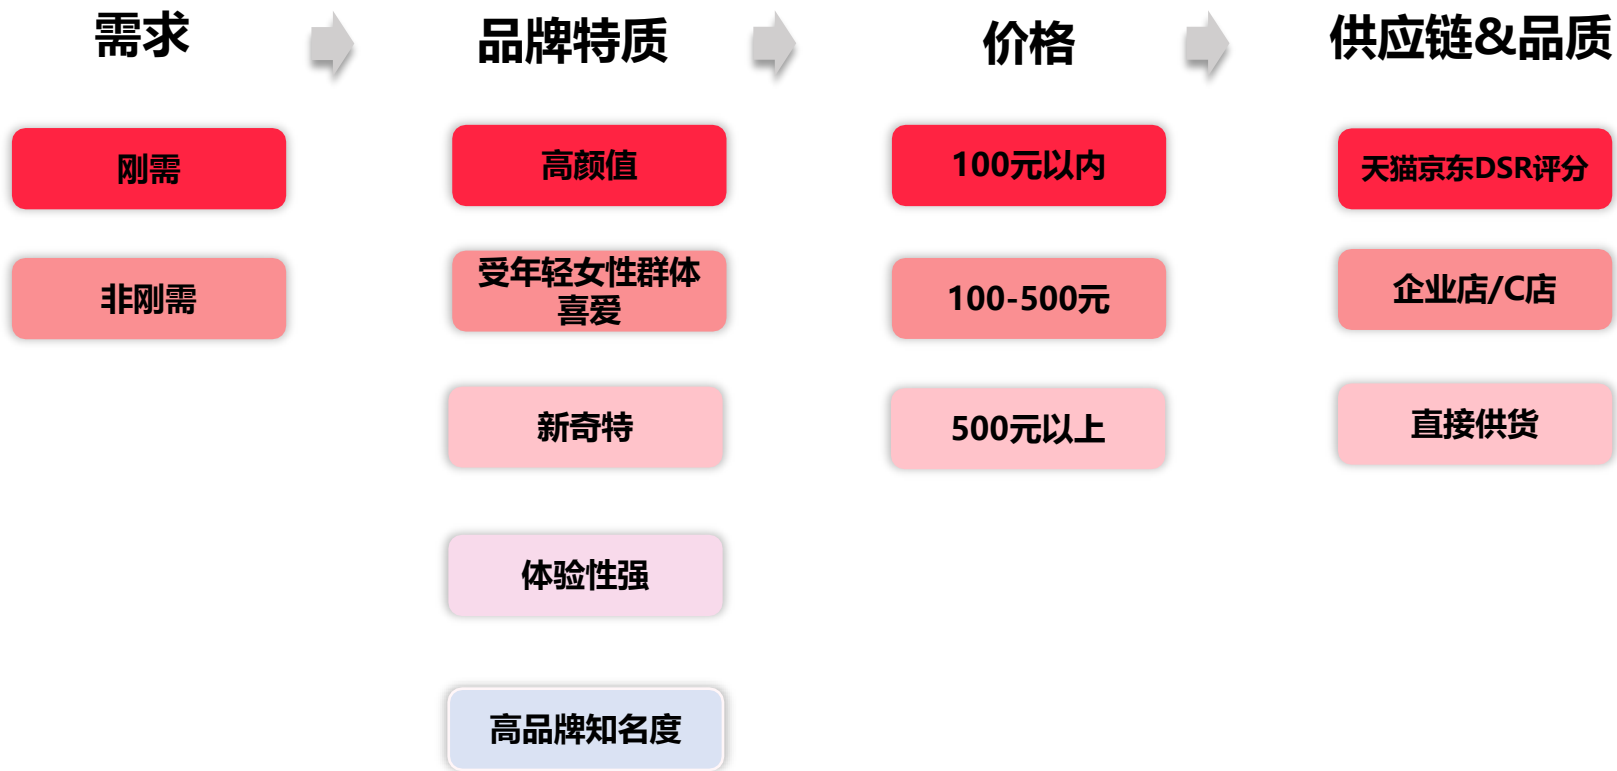 需求
品牌特质
价格
供应链&品质
刚需
高颜值
100元以内
天猫京东DSR评分
非刚需
受年轻女性群体
喜爱
100-500元
企业店/C店
新奇特
500元以上
直接供货
体验性强
高品牌知名度